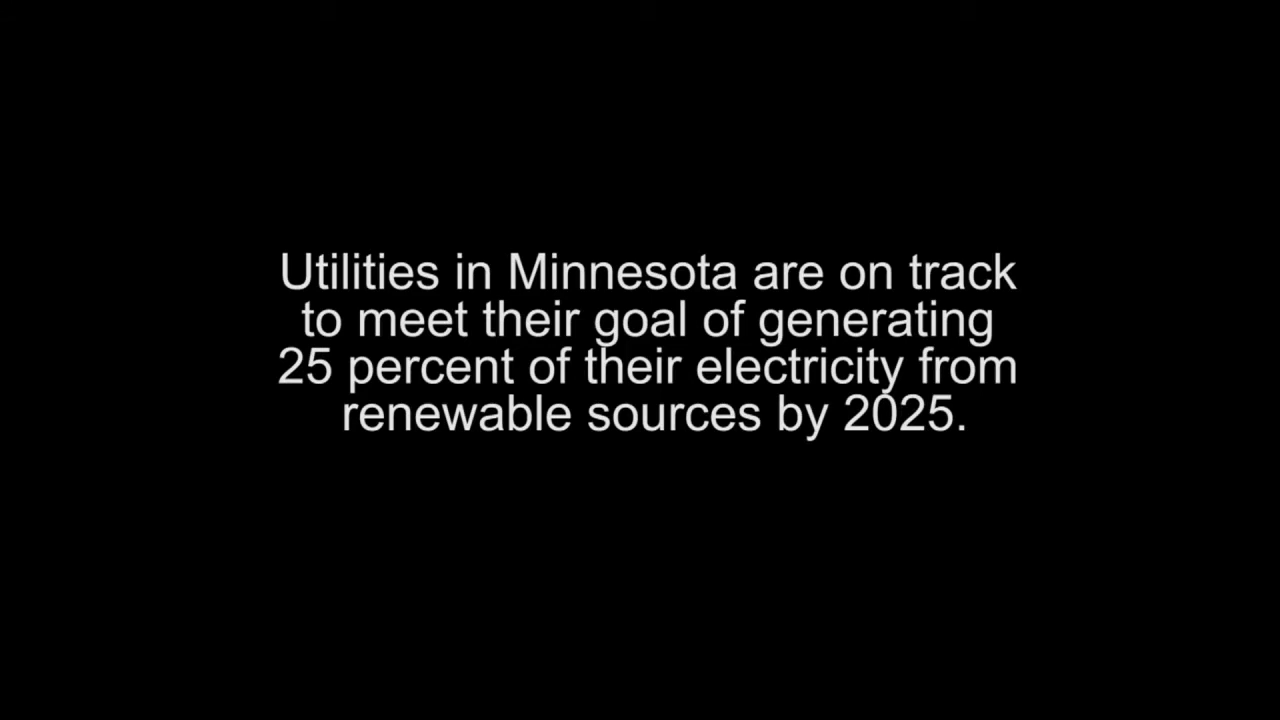 Utilities in Minnesota are on track
to meet their goal of generating
25 percent of their electricity from
renewable sources by 2025.